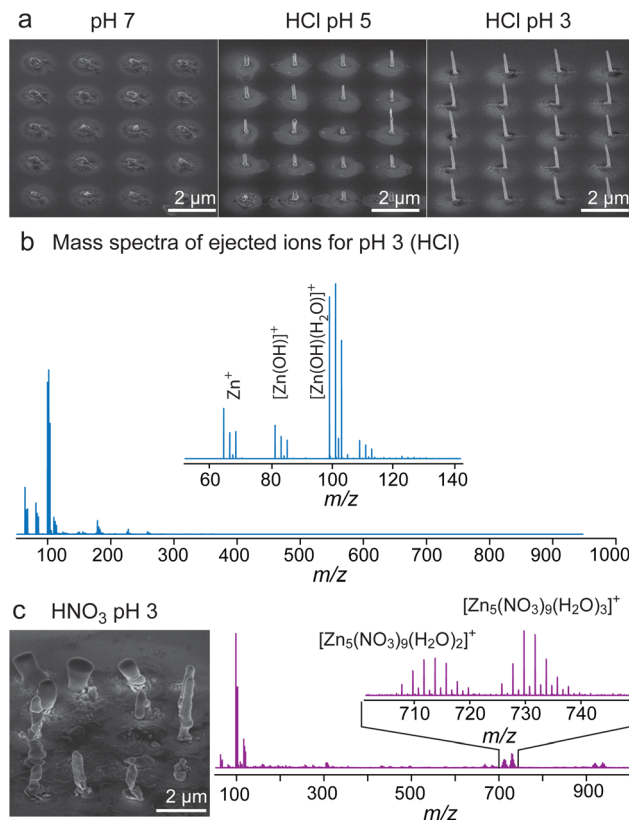 a
pH 7 HCl pH 5 HCl pH 3
2 µm 2 µm 2 µm
b Mass spectra of ejected ions for pH 3 (HCl)
Zn⁺ [Zn(OH)]⁺ [Zn(OH)(H₂O)]⁺
60 80 100 120 140
m/z
100 200 300 400 500 600 700 800 900 1000
m/z
c HNO₃ pH 3
2 µm
[Zn₅(NO₃)₉(H₂O)₃]⁺
[Zn₅(NO₃)₉(H₂O)₂]⁺
710 720 730 740
m/z
100 300 500 700 900
m/z